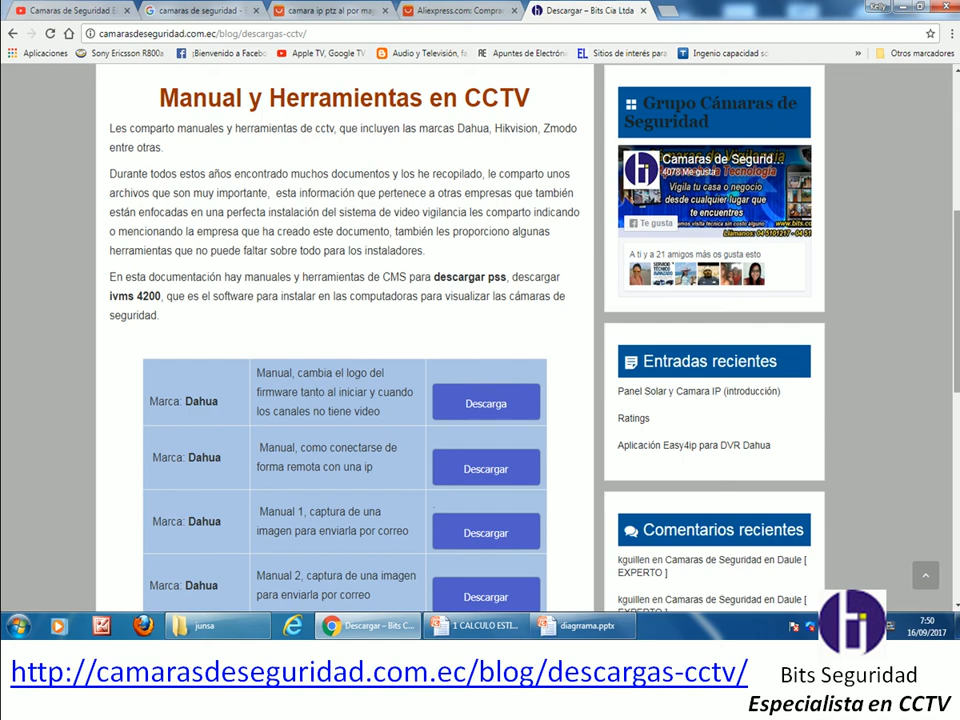 Camaras de Seguridad E
camaras de seguridad -
camara ip ptz al por may
Aliexpress.com: Compra
Descargar – Bits Cia Ltda
Kelly
camarasdeseguridad.com.ec/blog/descargas-cctv/
Aplicaciones
Sony Ericsson R800a
¡Bienvenido a Facebo
Apple TV, Google TV
Audio y Televisión, fa
Apuntes de Electróni
Sitios de interés para
Ingenio capacidad sc
»
Otros marcadores
Manual y Herramientas en CCTV
Les comparto manuales y herramientas de cctv, que incluyen las marcas Dahua, Hikvision, Zmodo
entre otras.
Durante todos estos años encontrado muchos documentos y los he recopilado, le comparto unos
archivos que son muy importante, esta información que pertenece a otras empresas que también
están enfocadas en una perfecta instalación del sistema de video vigilancia les comparto indicando
o mencionando la empresa que ha creado este documento, también les proporciono algunas
herramientas que no puede faltar sobre todo para los instaladores.
En esta documentación hay manuales y herramientas de CMS para descargar pss, descargar
ivms 4200, que es el software para instalar en las computadoras para visualizar las cámaras de
seguridad.
Marca: Dahua
Manual, cambia el logo del
firmware tanto al iniciar y cuando
los canales no tiene video
Descarga
Marca: Dahua
Manual, como conectarse de
forma remota con una ip
Descargar
Marca: Dahua
Manual 1, captura de una
imagen para enviarla por correo
Descargar
Marca: Dahua
Manual 2, captura de una imagen
para enviarla por correo
Descargar
Grupo Cámaras de
Seguridad
Camaras de Segurid...
4078 Me gusta
Vigila tu casa o negocio
desde cualquier lugar que
te encuentres
Te gusta
A ti y a 21 amigos más os gusta esto
Entradas recientes
Panel Solar y Camara IP (introducción)
Ratings
Aplicación Easy4ip para DVR Dahua
Comentarios recientes
kguillen en Camaras de Seguridad en Daule [
EXPERTO ]
kguillen en Camaras de Seguridad en Daule [
EXPERTO ]
junsa
Descargar – Bits C...
1 CALCULO ESTI...
diagrrama.pptx
7:50
16/09/2017
http://camarasdeseguridad.com.ec/blog/descargas-cctv/
Bits Seguridad
Especialista en CCTV